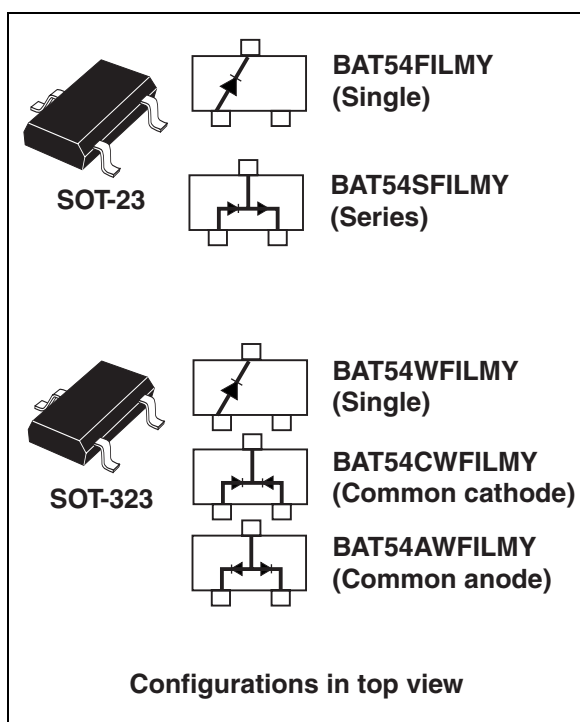 BAT54FILMY
(Single)
SOT-23
BAT54SFILMY
(Series)
BAT54WFILMY
(Single)
SOT-323
BAT54CWFILMY
(Common cathode)
BAT54AWFILMY
(Common anode)
Configurations in top view